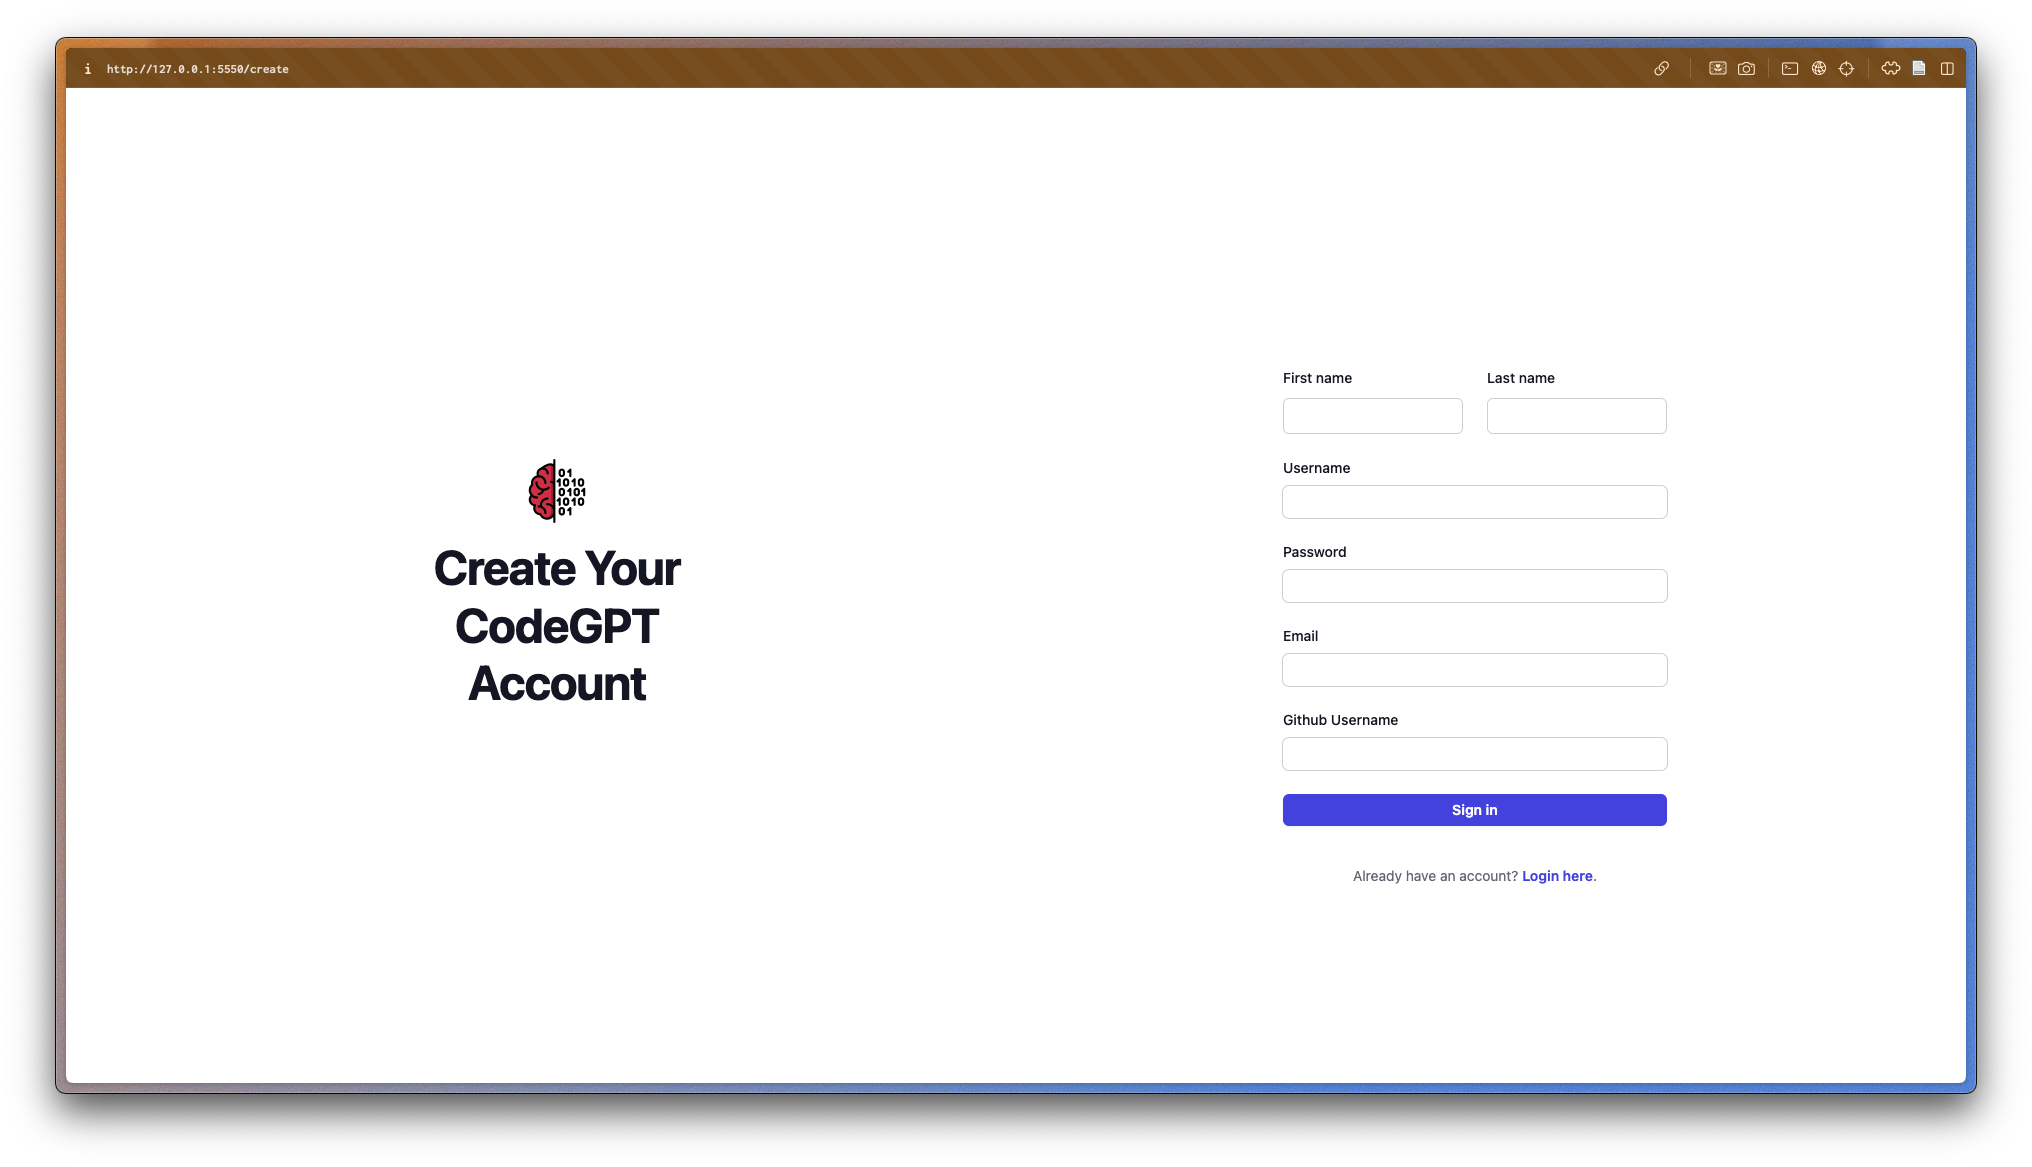 i http://127.0.0.1:5550/create
01
1010
0101
1010
01
Create Your
CodeGPT
Account
First name
Last name
Username
Password
Email
Github Username
Sign in
Already have an account? Login here.